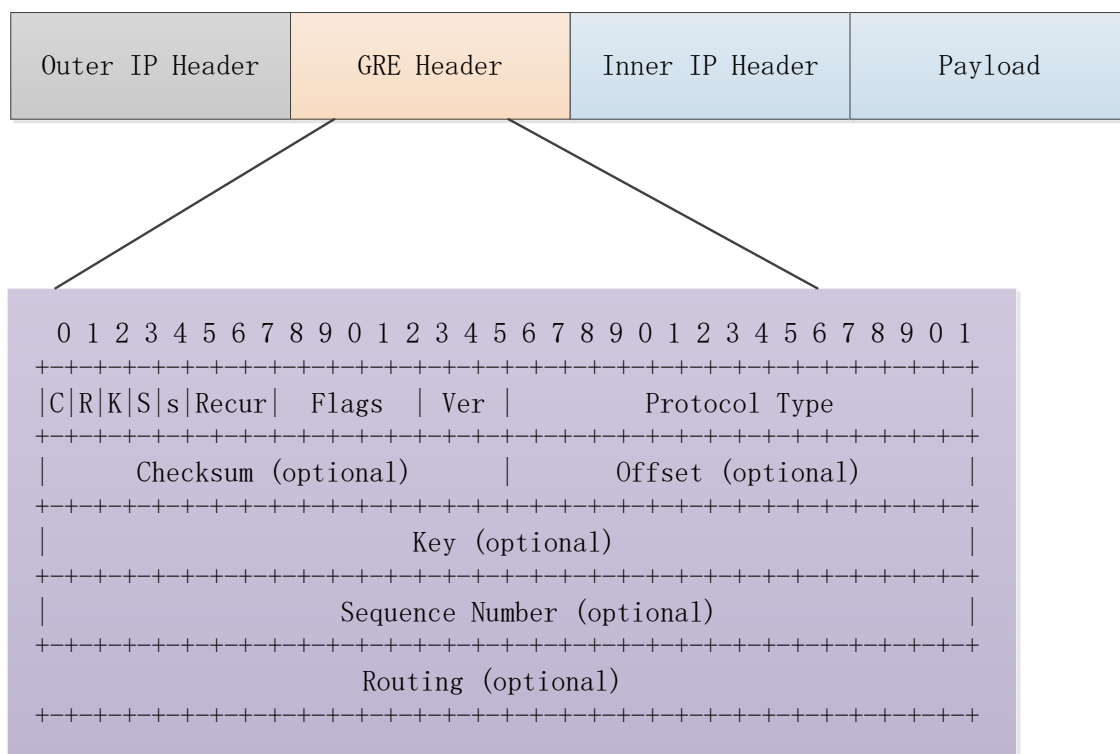 Outer IP Header GRE Header Inner IP Header Payload
0 1 2 3 4 5 6 7 8 9 0 1 2 3 4 5 6 7 8 9 0 1 2 3 4 5 6 7 8 9 0 1
+-+-+-+-+-+-+-+-+-+-+-+-+-+-+-+-+-+-+-+-+-+-+-+-+-+-+-+-+-+-+-+-+
|C|R|K|S|s|Recur| Flags | Ver | Protocol Type |
+-+-+-+-+-+-+-+-+-+-+-+-+-+-+-+-+-+-+-+-+-+-+-+-+-+-+-+-+-+-+-+-+
| Checksum (optional) | Offset (optional) |
+-+-+-+-+-+-+-+-+-+-+-+-+-+-+-+-+-+-+-+-+-+-+-+-+-+-+-+-+-+-+-+-+
| Key (optional) |
+-+-+-+-+-+-+-+-+-+-+-+-+-+-+-+-+-+-+-+-+-+-+-+-+-+-+-+-+-+-+-+-+
| Sequence Number (optional) |
+-+-+-+-+-+-+-+-+-+-+-+-+-+-+-+-+-+-+-+-+-+-+-+-+-+-+-+-+-+-+-+-+
Routing (optional)
+-+-+-+-+-+-+-+-+-+-+-+-+-+-+-+-+-+-+-+-+-+-+-+-+-+-+-+-+-+-+-+-+